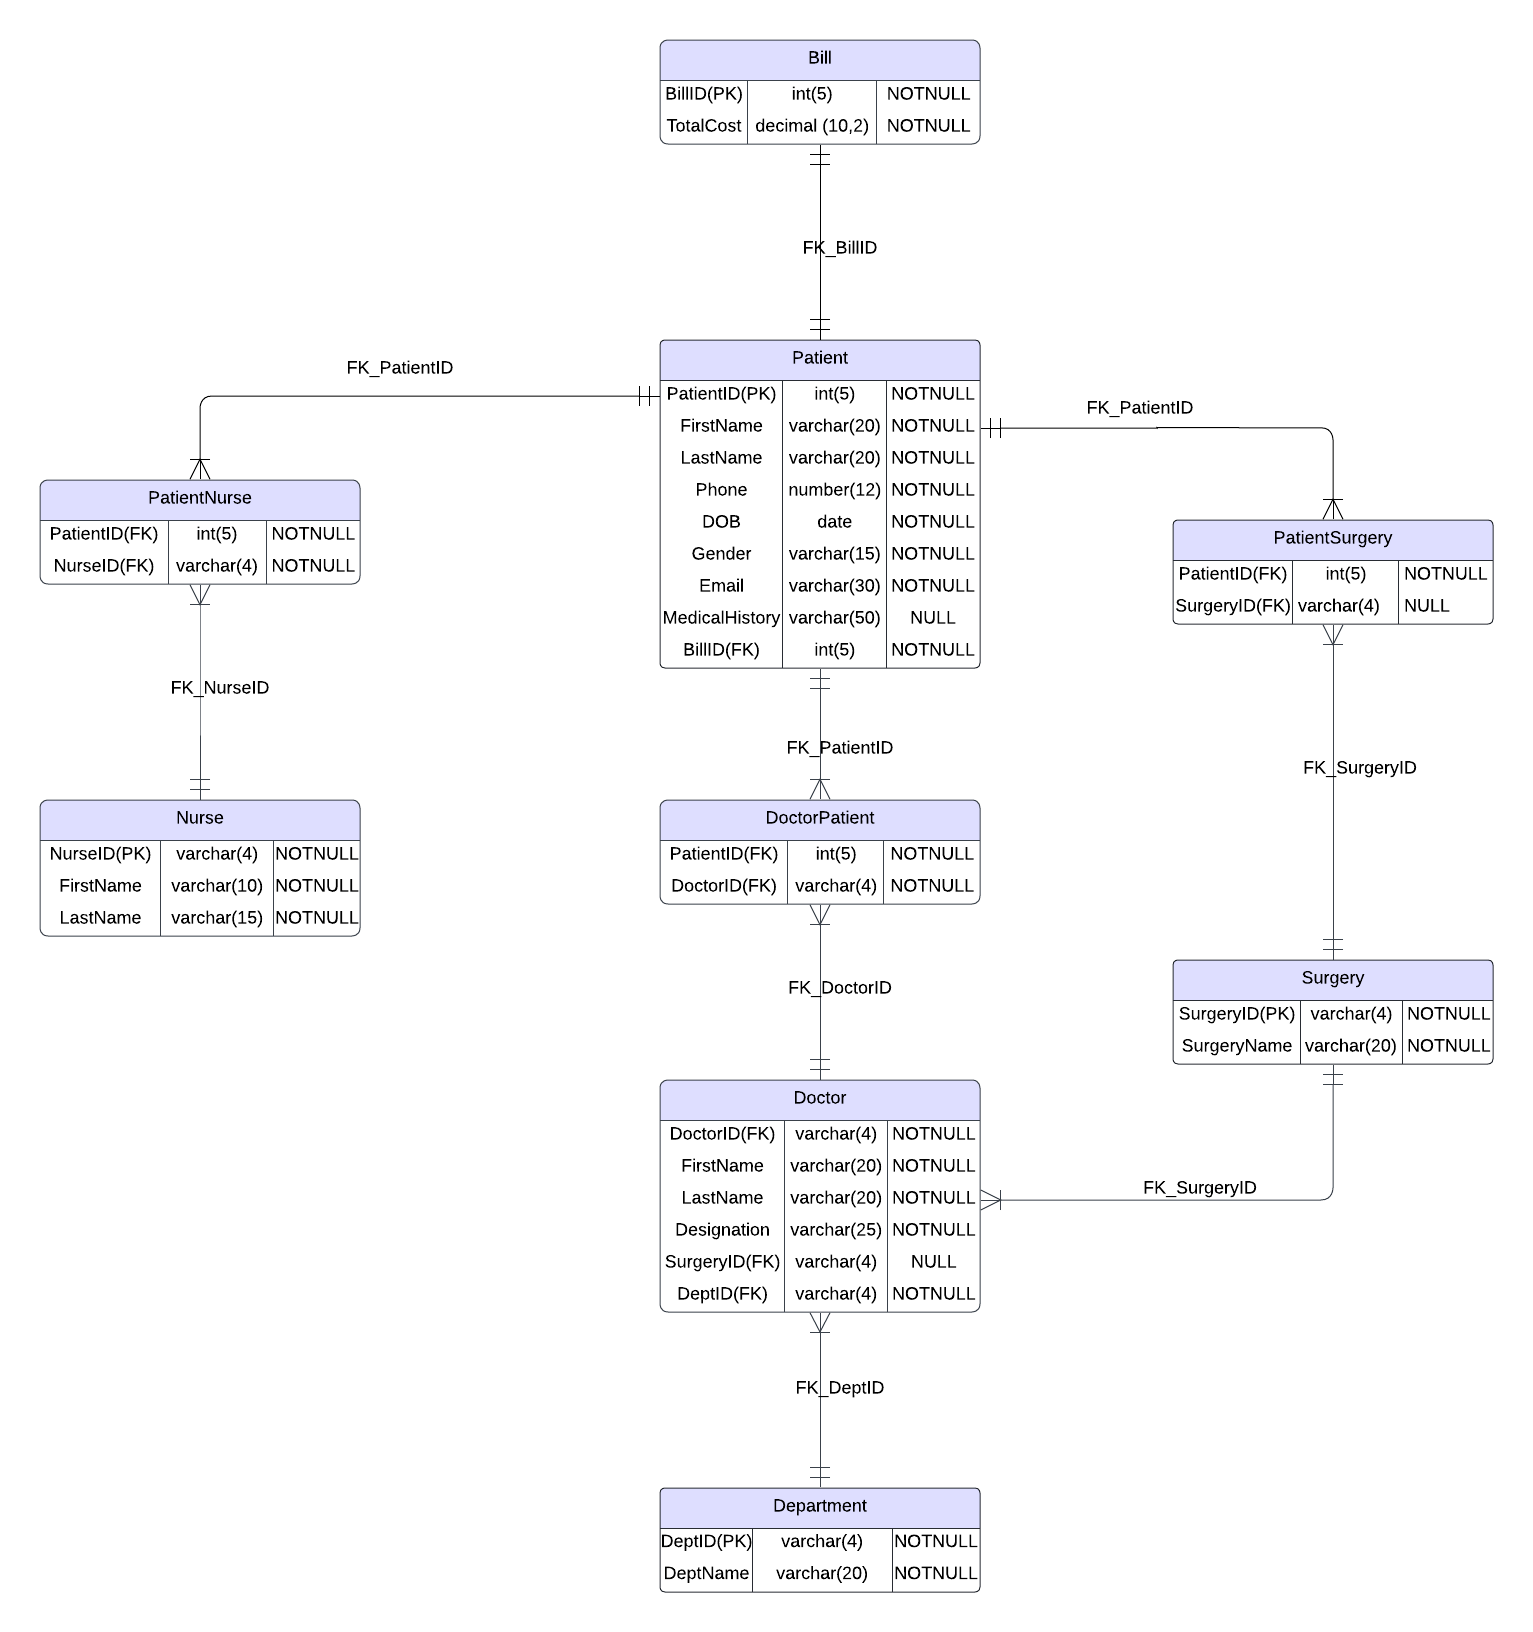 Bill
BillID(PK) int(5) NOTNULL
TotalCost decimal (10,2) NOTNULL
FK_BillID
Patient
PatientID(PK) int(5) NOTNULL
FirstName varchar(20) NOTNULL
LastName varchar(20) NOTNULL
Phone number(12) NOTNULL
DOB date NOTNULL
Gender varchar(15) NOTNULL
Email varchar(30) NOTNULL
MedicalHistory varchar(50) NULL
BillID(FK) int(5) NOTNULL
FK_PatientID
PatientNurse
PatientID(FK) int(5) NOTNULL
NurseID(FK) varchar(4) NOTNULL
FK_NurseID
Nurse
NurseID(PK) varchar(4) NOTNULL
FirstName varchar(10) NOTNULL
LastName varchar(15) NOTNULL
FK_PatientID
PatientSurgery
PatientID(FK) int(5) NOTNULL
SurgeryID(FK) varchar(4) NULL
FK_SurgeryID
Surgery
SurgeryID(PK) varchar(4) NOTNULL
SurgeryName varchar(20) NOTNULL
FK_SurgeryID
FK_PatientID
DoctorPatient
PatientID(FK) int(5) NOTNULL
DoctorID(FK) varchar(4) NOTNULL
FK_DoctorID
Doctor
DoctorID(FK) varchar(4) NOTNULL
FirstName varchar(20) NOTNULL
LastName varchar(20) NOTNULL
Designation varchar(25) NOTNULL
SurgeryID(FK) varchar(4) NULL
DeptID(FK) varchar(4) NOTNULL
FK_DeptID
Department
DeptID(PK) varchar(4) NOTNULL
DeptName varchar(20) NOTNULL